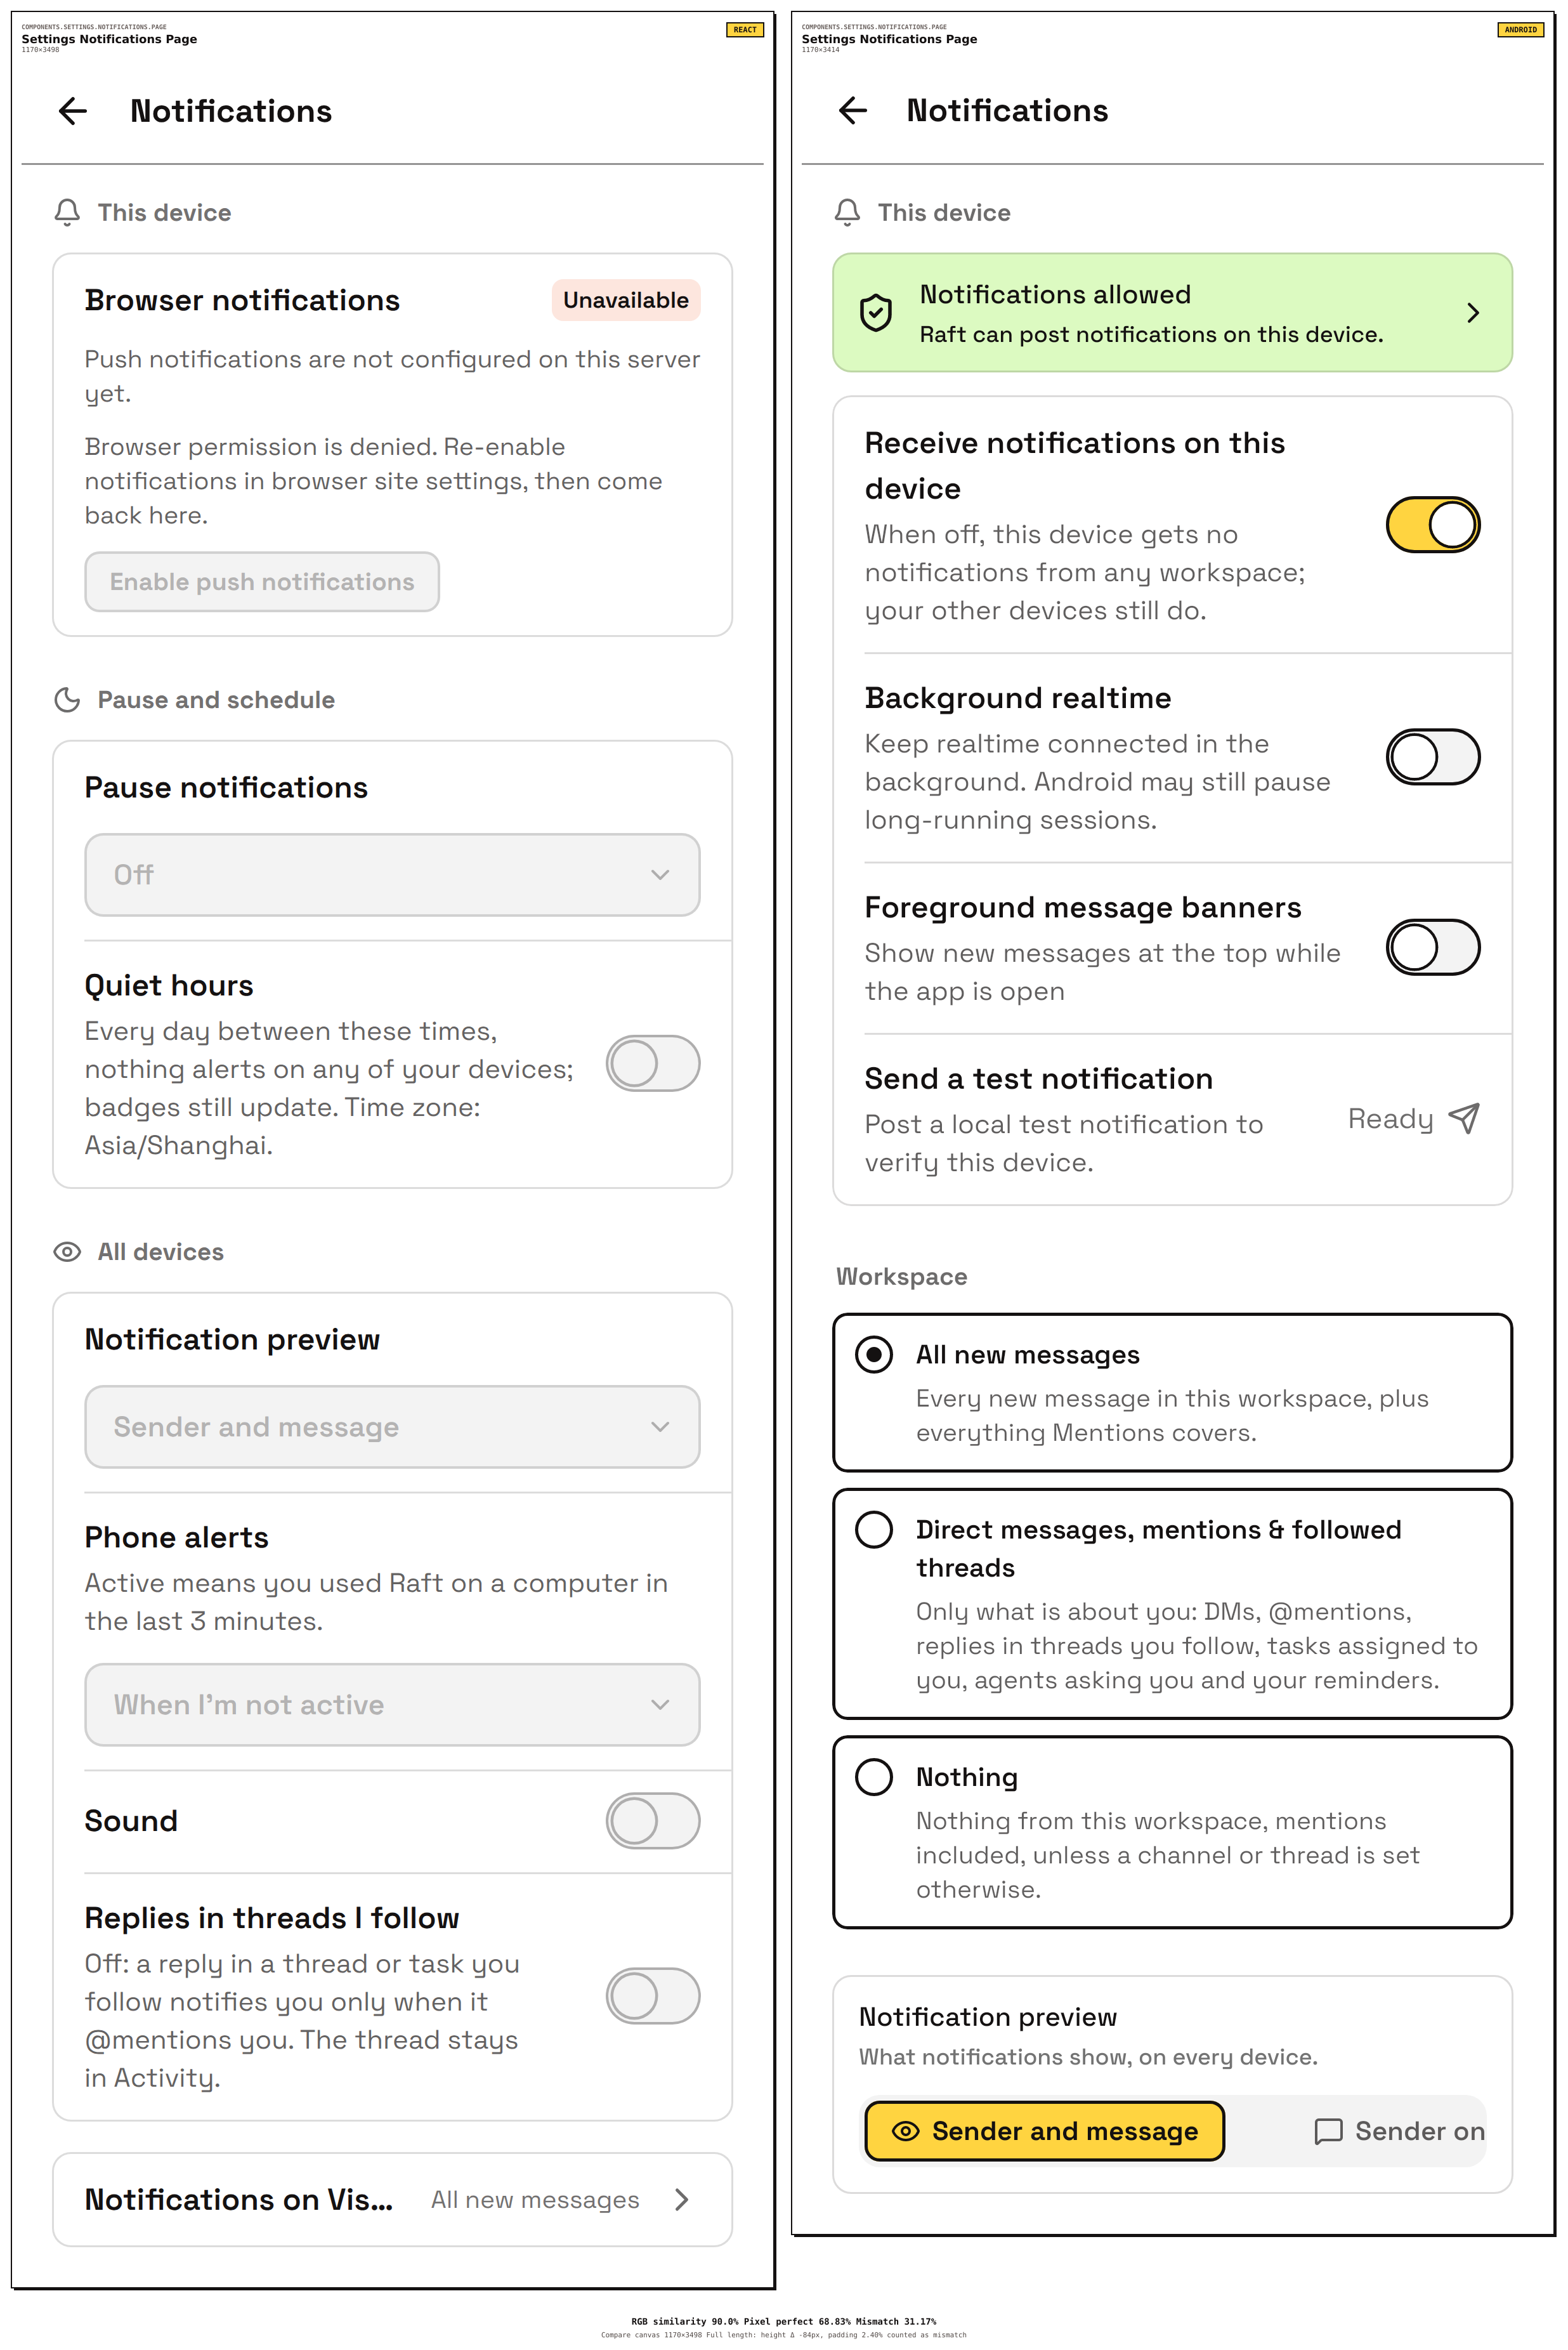 COMPONENTS.SETTINGS.NOTIFICATIONS.PAGE
Settings Notifications Page
1170×3498
REACT
Notifications
This device
Browser notifications
Unavailable
Push notifications are not configured on this server
yet.
Browser permission is denied. Re-enable
notifications in browser site settings, then come
back here.
Enable push notifications
Pause and schedule
Pause notifications
Off
Quiet hours
Every day between these times,
nothing alerts on any of your devices;
badges still update. Time zone:
Asia/Shanghai.
All devices
Notification preview
Sender and message
Phone alerts
Active means you used Raft on a computer in
the last 3 minutes.
When I'm not active
Sound
Replies in threads I follow
Off: a reply in a thread or task you
follow notifies you only when it
@mentions you. The thread stays
in Activity.
Notifications on Vis...
All new messages
COMPONENTS.SETTINGS.NOTIFICATIONS.PAGE
Settings Notifications Page
1170×3414
ANDROID
Notifications
This device
Notifications allowed
Raft can post notifications on this device.
Receive notifications on this
device
When off, this device gets no
notifications from any workspace;
your other devices still do.
Background realtime
Keep realtime connected in the
background. Android may still pause
long-running sessions.
Foreground message banners
Show new messages at the top while
the app is open
Send a test notification
Post a local test notification to
verify this device.
Ready
Workspace
All new messages
Every new message in this workspace, plus
everything Mentions covers.
Direct messages, mentions & followed
threads
Only what is about you: DMs, @mentions,
replies in threads you follow, tasks assigned to
you, agents asking you and your reminders.
Nothing
Nothing from this workspace, mentions
included, unless a channel or thread is set
otherwise.
Notification preview
What notifications show, on every device.
Sender and message
Sender on
RGB similarity 90.0% Pixel perfect 68.83% Mismatch 31.17%
Compare canvas 1170×3498 Full length: height Δ -84px, padding 2.40% counted as mismatch